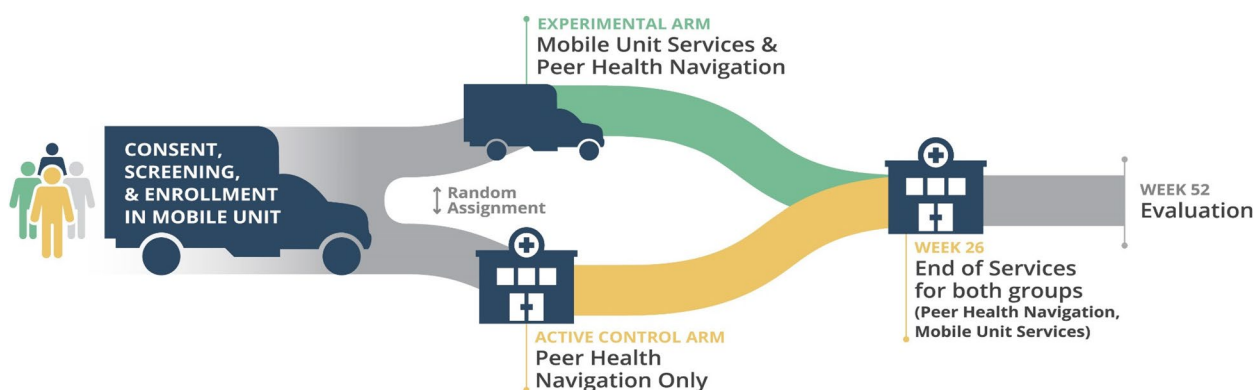 CONSENT,
SCREENING,
& ENROLLMENT
IN MOBILE UNIT
Random
Assignment
EXPERIMENTAL ARM
Mobile Unit Services &
Peer Health Navigation
ACTIVE CONTROL ARM
Peer Health
Navigation Only
WEEK 26
End of Services
for both groups
(Peer Health Navigation,
Mobile Unit Services)
WEEK 52
Evaluation